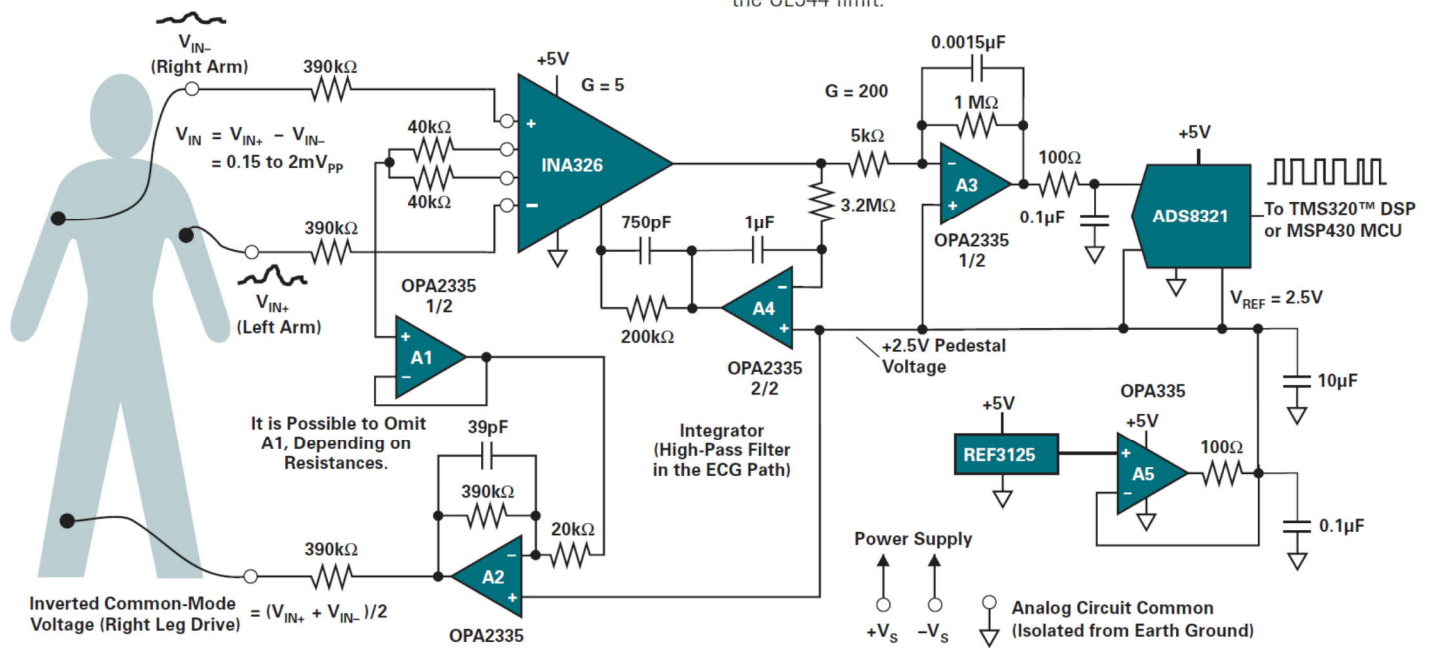 the UL544 limit.
V_IN–
(Right Arm)
390kΩ
+5V
G = 5
V_IN = V_IN+ – V_IN–
= 0.15 to 2mV_PP
40kΩ
40kΩ
+
–
INA326
390kΩ
V_IN+
(Left Arm)
0.0015µF
G = 200
1 MΩ
5kΩ
–
A3
+
OPA2335
1/2
3.2MΩ
100Ω
0.1µF
+5V
ADS8321
To TMS320™ DSP
or MSP430 MCU
V_REF = 2.5V
750pF
1µF
200kΩ
–
A4
+
OPA2335
2/2
+2.5V Pedestal
Voltage
OPA2335
1/2
+
A1
–
It is Possible to Omit
A1, Depending on
Resistances.
Integrator
(High-Pass Filter
in the ECG Path)
10µF
OPA335
+5V
+5V
REF3125
+
A5
–
100Ω
0.1µF
39pF
390kΩ
20kΩ
–
A2
+
OPA2335
390kΩ
Inverted Common-Mode
Voltage (Right Leg Drive)
= (V_IN+ + V_IN–)/2
Power Supply
+V_S –V_S
Analog Circuit Common
(Isolated from Earth Ground)